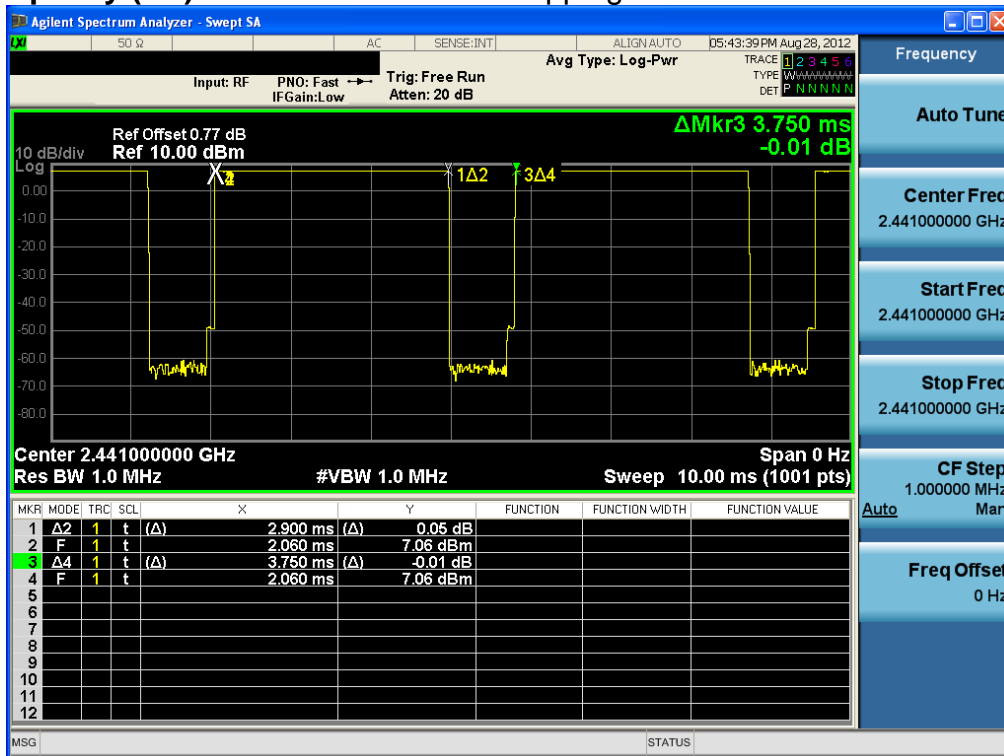 Agilent Spectrum Analyzer - Swept SA
LXI 50 Ω AC SENSE:INT ALIGN AUTO 05:43:39 PM Aug 28, 2012
Avg Type: Log-Pwr TRACE 1 2 3 4 5 6
Input: RF PNO: Fast Trig: Free Run TYPE W
IFGain:Low Atten: 20 dB DET P N N N N N
ΔMkr3 3.750 ms
-0.01 dB
Ref Offset 0.77 dB
10 dB/div Ref 10.00 dBm
Log
1Δ2 3Δ4
0.00
-10.0
-20.0
-30.0
-40.0
-50.0
-60.0
-70.0
-80.0
Center 2.441000000 GHz Span 0 Hz
Res BW 1.0 MHz #VBW 1.0 MHz Sweep 10.00 ms (1001 pts)
MKR MODE TRC SCL X Y FUNCTION FUNCTION WIDTH FUNCTION VALUE
1 Δ2 1 t (Δ) 2.900 ms (Δ) 0.05 dB
2 F 1 t 2.060 ms 7.06 dBm
3 Δ4 1 t (Δ) 3.750 ms (Δ) -0.01 dB
4 F 1 t 2.060 ms 7.06 dBm
5
6
7
8
9
10
11
12
MSG STATUS
Frequency
Auto Tune
Center Freq
2.441000000 GHz
Start Freq
2.441000000 GHz
Stop Freq
2.441000000 GHz
CF Step
1.000000 MHz
Auto Man
Freq Offset
0 Hz